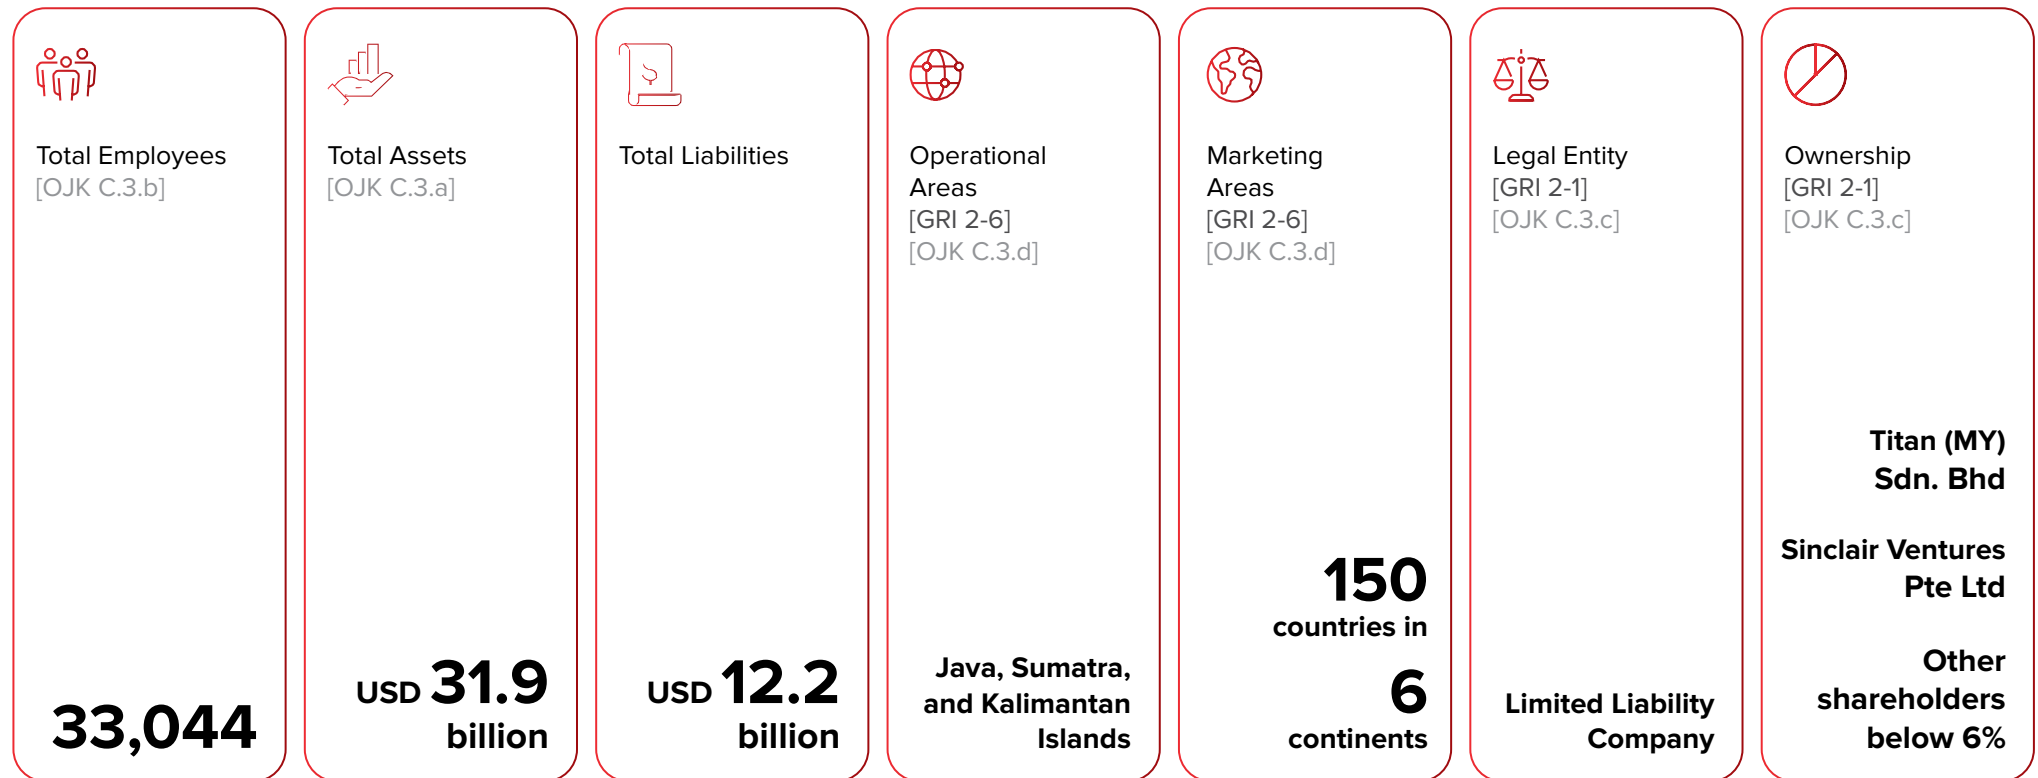 Total Employees
[OJK C.3.b]
33,044
Total Assets
[OJK C.3.a]
USD 31.9
billion
Total Liabilities
USD 12.2
billion
Operational
Areas
[GRI 2-6]
[OJK C.3.d]
Java, Sumatra,
and Kalimantan
Islands
Marketing
Areas
[GRI 2-6]
[OJK C.3.d]
150
countries in
6
continents
Legal Entity
[GRI 2-1]
[OJK C.3.c]
Limited Liability
Company
Ownership
[GRI 2-1]
[OJK C.3.c]
Titan (MY)
Sdn. Bhd
Sinclair Ventures
Pte Ltd
Other
shareholders
below 6%